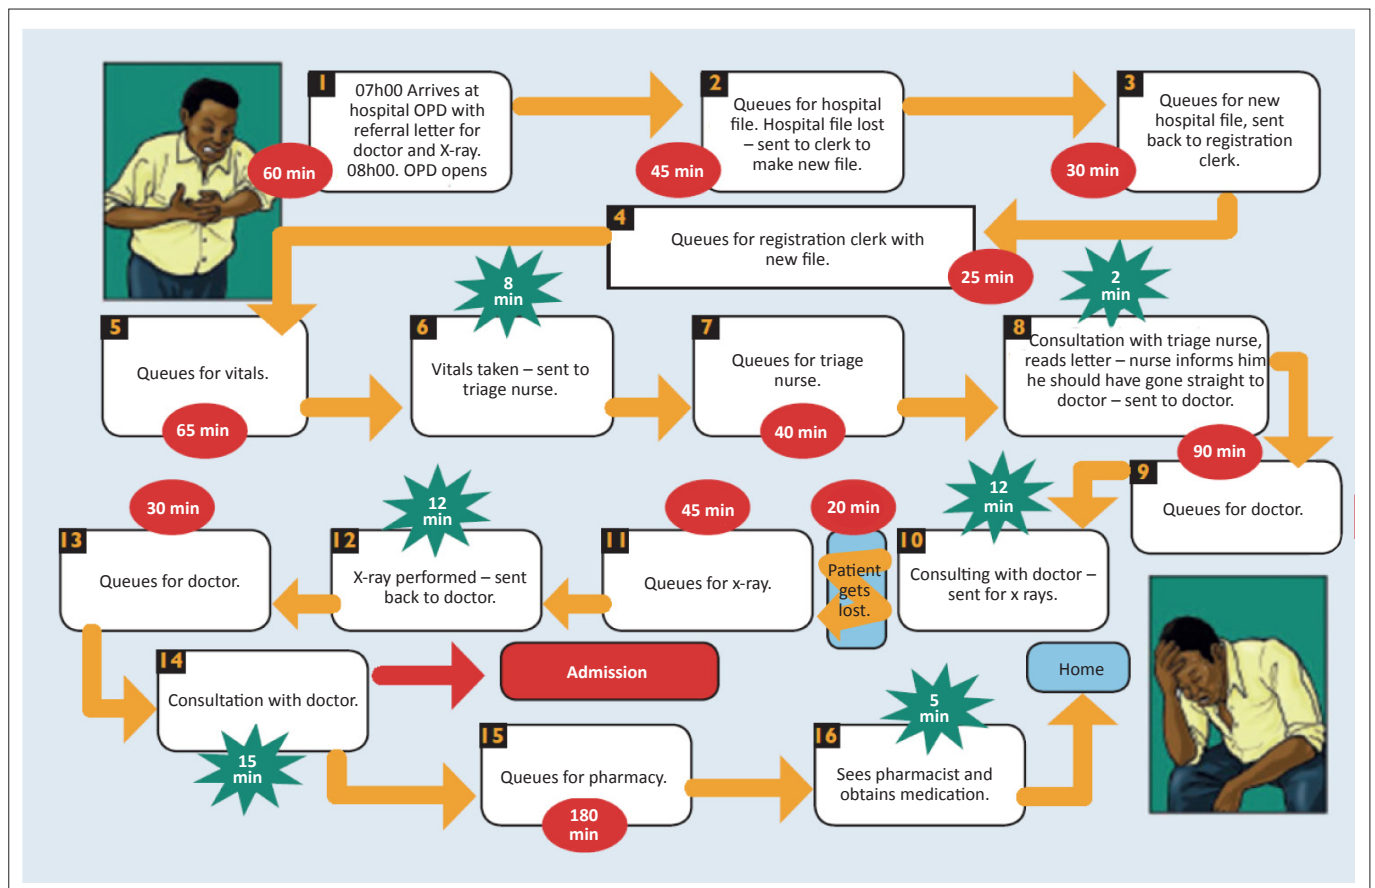 1
07h00 Arrives at
hospital OPD with
referral letter for
doctor and X-ray.
08h00. OPD opens
60 min
2
Queues for hospital
file. Hospital file lost
– sent to clerk to
make new file.
45 min
3
Queues for new
hospital file, sent
back to registration
clerk.
30 min
4
Queues for registration clerk with
new file.
25 min
5
Queues for vitals.
65 min
6
8
min
Vitals taken – sent to
triage nurse.
7
Queues for triage
nurse.
40 min
8
2
min
Consultation with triage nurse,
reads letter – nurse informs him
he should have gone straight to
doctor – sent to doctor.
9
90 min
Queues for doctor.
10
12
min
Consulting with doctor –
sent for x rays.
20 min
Patient
gets
lost.
11
45 min
Queues for x-ray.
12
12
min
X-ray performed – sent
back to doctor.
13
30 min
Queues for doctor.
14
Consultation with doctor.
15
min
Admission
15
Queues for pharmacy.
180
min
16
5
min
Sees pharmacist and
obtains medication.
Home